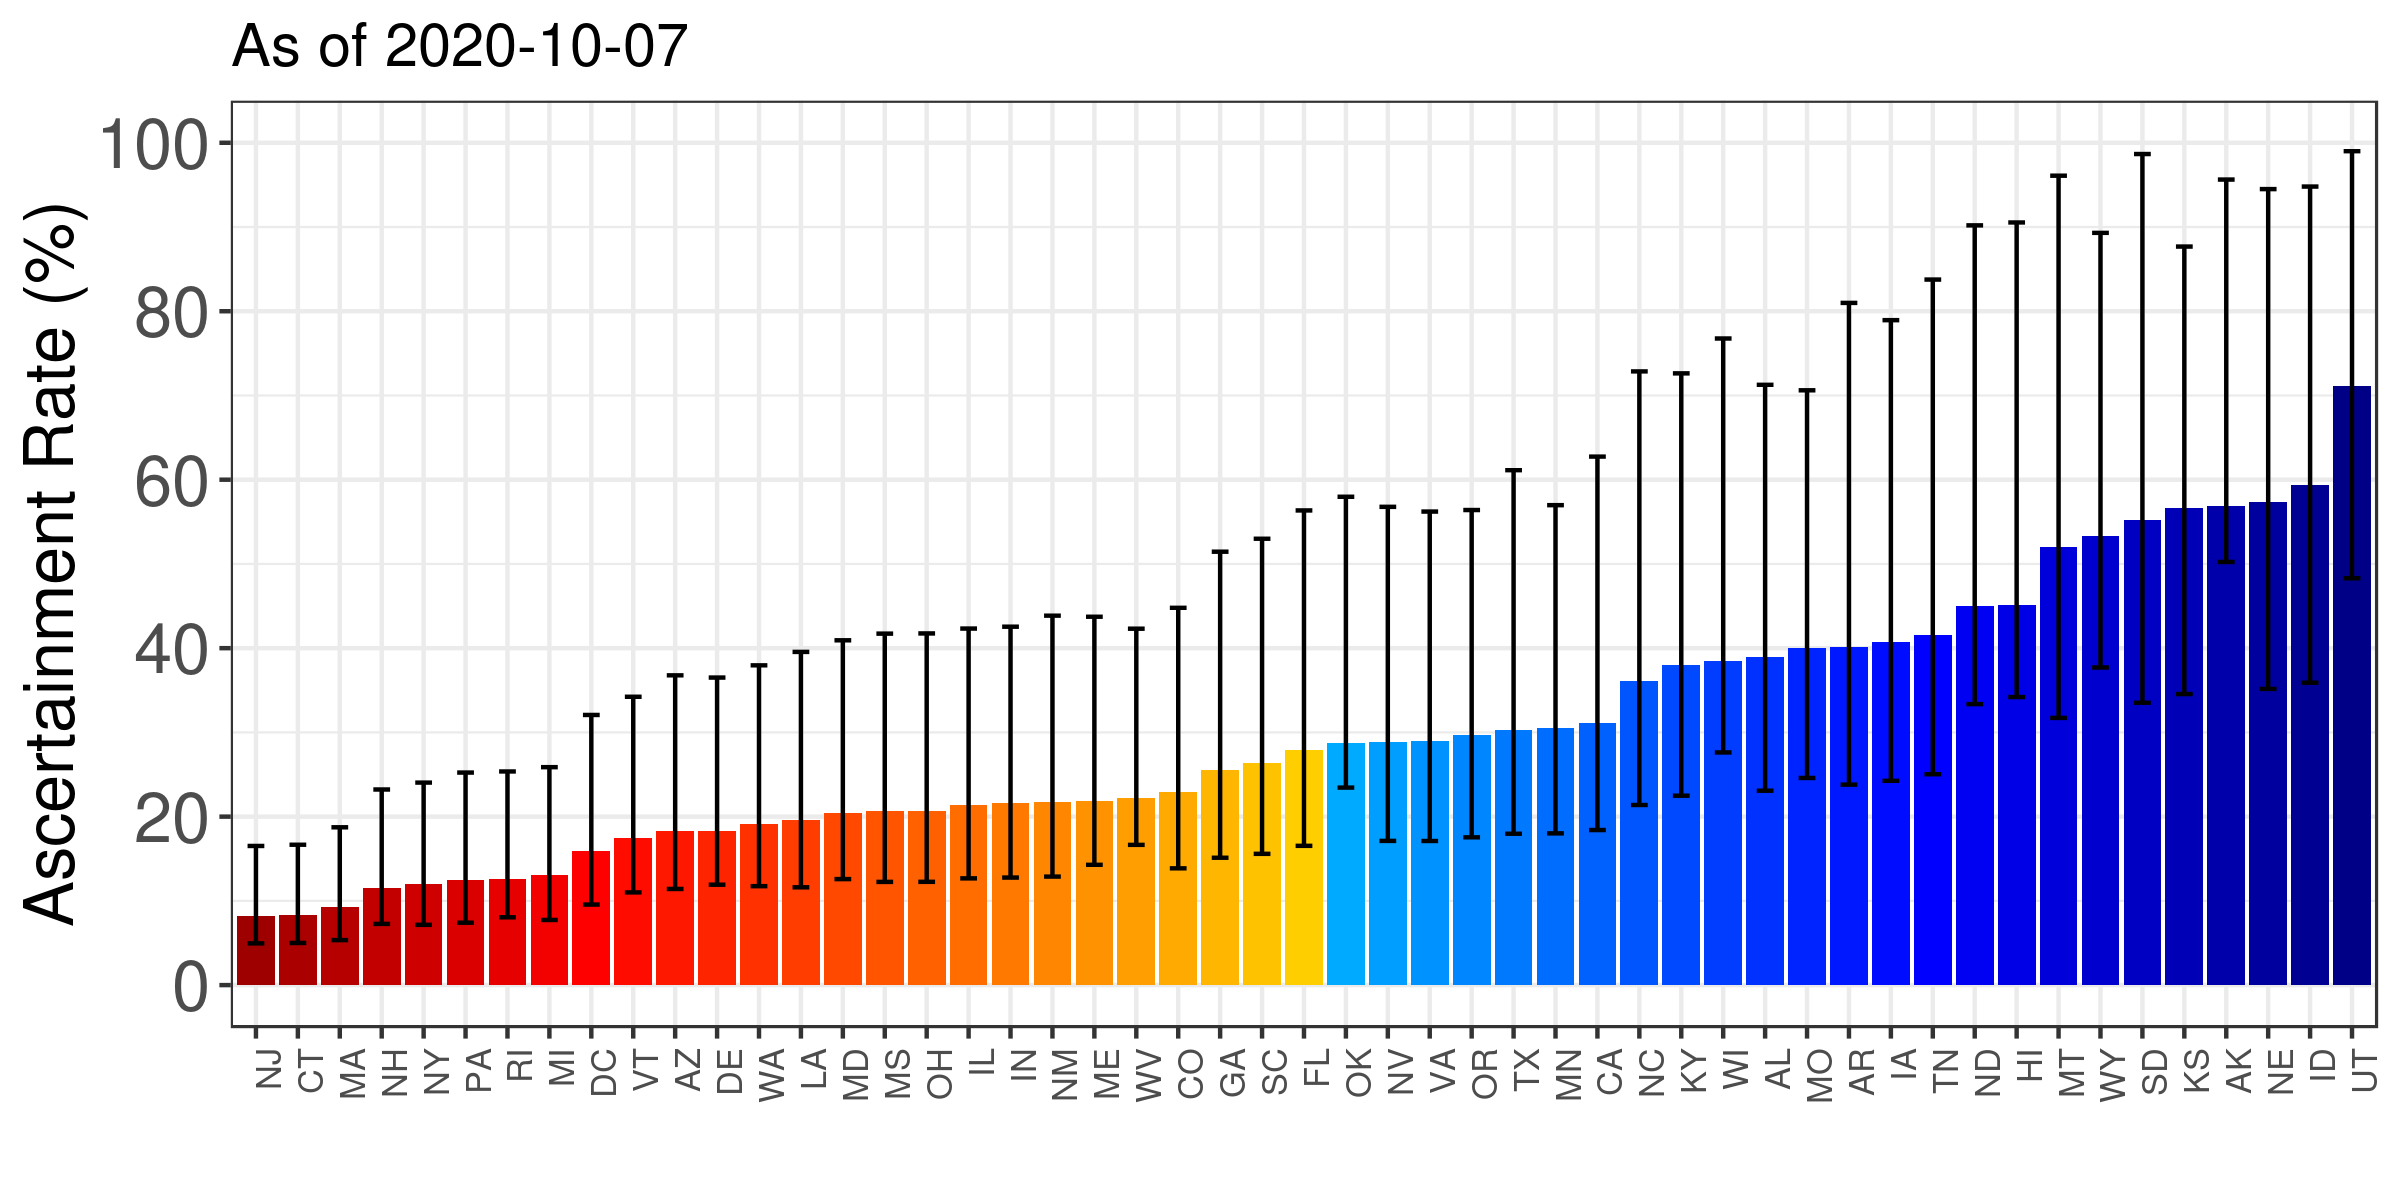 As of 2020-10-07
Ascertainment Rate (%)
100
80
60
40
20
0
NJ CT MA NH NY PA RI MI DC VT AZ DE WA LA MD MS OH IL IN NM ME WV CO GA SC FL OK NV VA OR TX MN CA NC KY WI AL MO AR IA TN ND HI MT WY SD KS AK NE ID UT